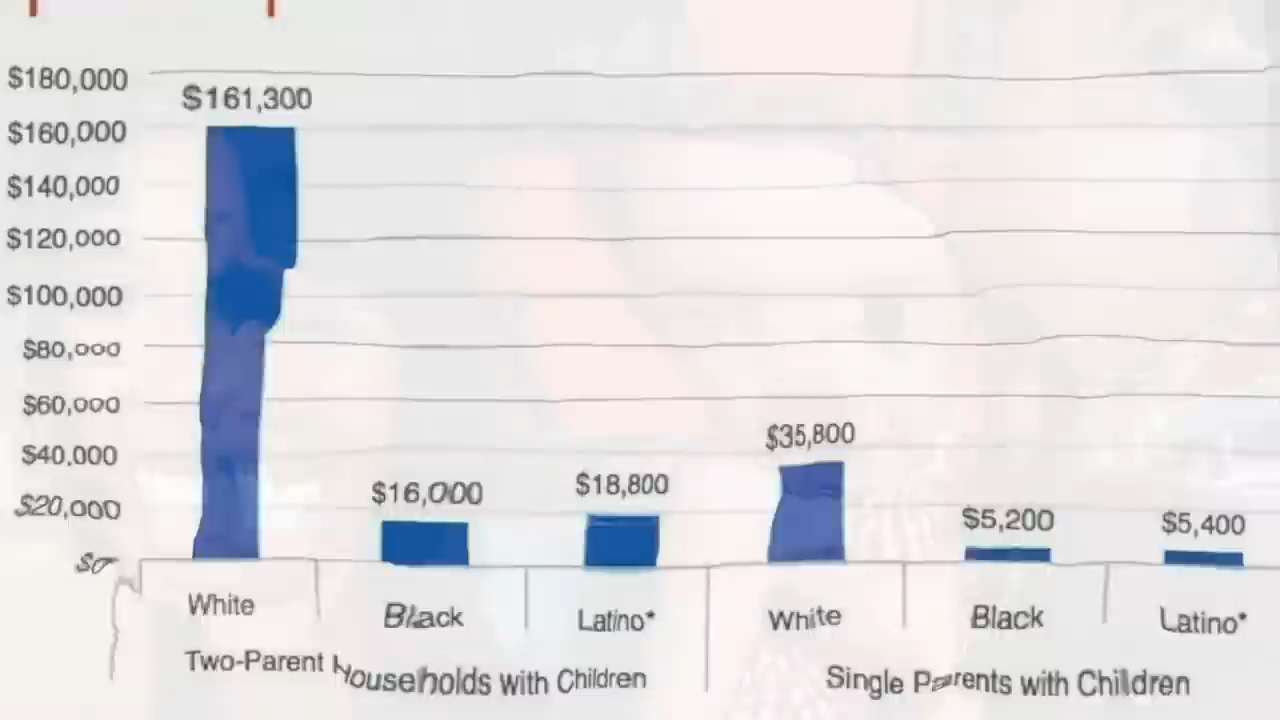 $180,000
$161,300
$160,000
$140,000
$120,000
$100,000
$80,000
$60,000
$40,000
$35,800
$20,000
$16,000
$18,800
$5,200
$5,400
$0
White
Black
Latino*
White
Black
Latino*
Two-Parent Households with Children
Single Parents with Children